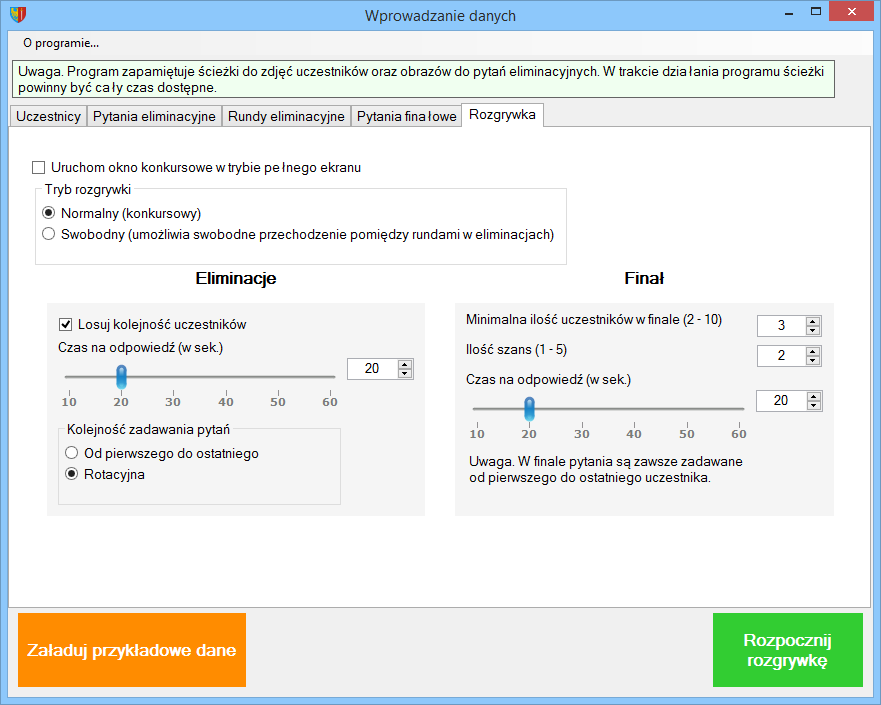 Wprowadzanie danych
O programie...
Uwaga. Program zapamiętuje ścieżki do zdjęć uczestników oraz obrazów do pytań eliminacyjnych. W trakcie działania programu ścieżki
powinny być cały czas dostępne.
Uczestnicy Pytania eliminacyjne Rundy eliminacyjne Pytania finałowe Rozgrywka
Uruchom okno konkursowe w trybie pełnego ekranu
Tryb rozgrywki
Normalny (konkursowy)
Swobodny (umożliwia swobodne przechodzenie pomiędzy rundami w eliminacjach)
Eliminacje
Losuj kolejność uczestników
Czas na odpowiedź (w sek.)
20
10 20 30 40 50 60
Kolejność zadawania pytań
Od pierwszego do ostatniego
Rotacyjna
Finał
Minimalna ilość uczestników w finale (2 - 10) 3
Ilość szans (1 - 5) 2
Czas na odpowiedź (w sek.)
20
10 20 30 40 50 60
Uwaga. W finale pytania są zawsze zadawane
od pierwszego do ostatniego uczestnika.
Załaduj przykładowe dane
Rozpocznij
rozgrywkę